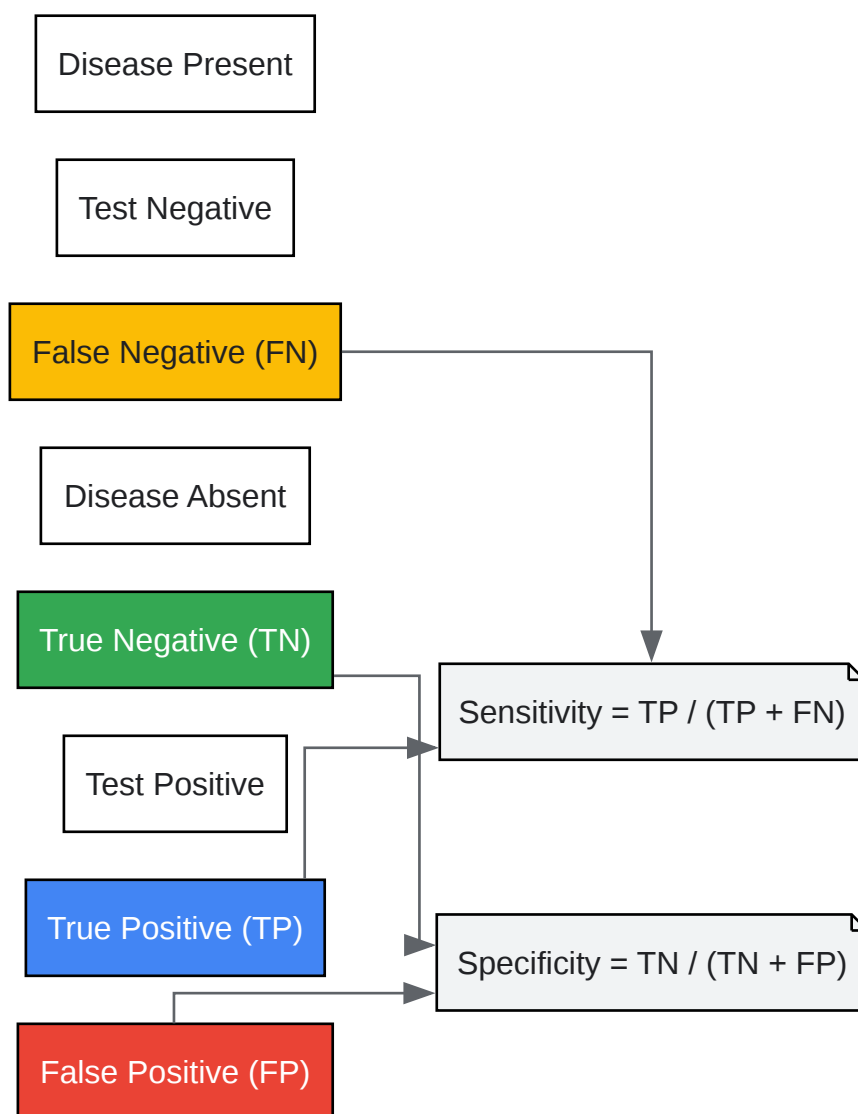 Disease Present
Test Negative
False Negative (FN)
Disease Absent
True Negative (TN)
Sensitivity = TP / (TP + FN)
Test Positive
True Positive (TP)
Specificity = TN / (TN + FP)
False Positive (FP)